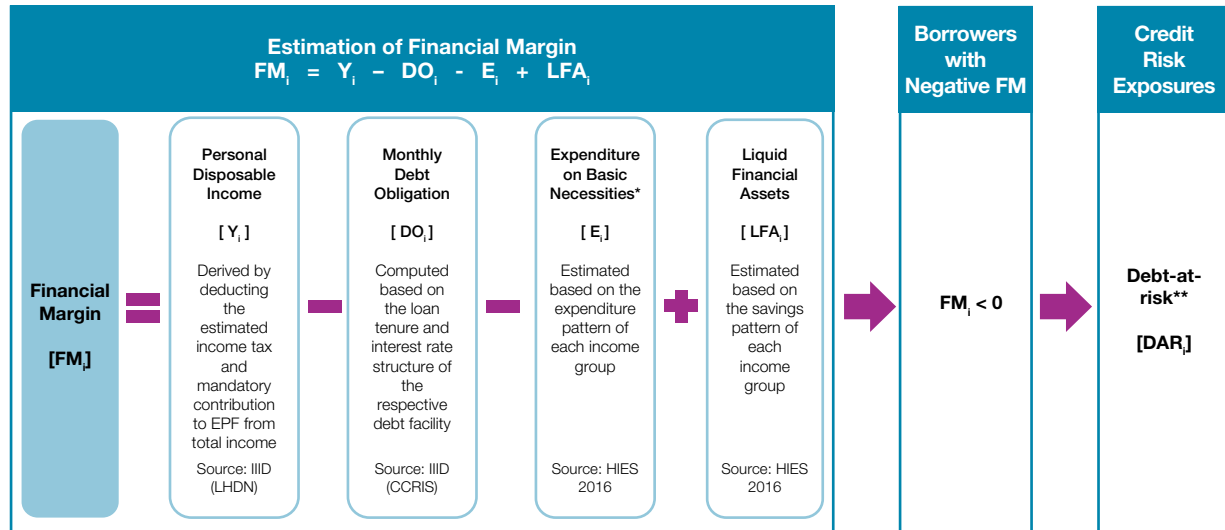 Estimation of Financial Margin
FMi = Yi – DOi - Ei + LFAi
Borrowers
with
Negative FM
Credit
Risk
Exposures
Financial
Margin
[FMi]
Personal
Disposable
Income
[ Yi ]
Derived by
deducting
the
estimated
income tax
and
mandatory
contribution
to EPF from
total income
Source: IIID
(LHDN)
Monthly
Debt
Obligation
[ DOi]
Computed
based on
the loan
tenure and
interest rate
structure of
the
respective
debt facility
Source: IIID
(CCRIS)
Expenditure
on Basic
Necessities*
[ Ei]
Estimated
based on the
expenditure
pattern of
each income
group
Source: HIES
2016
Liquid
Financial
Assets
[ LFAi]
Estimated
based on
the savings
pattern of
each
income
group
Source: HIES
2016
FMi < 0
Debt-at-
risk**
[DARi]